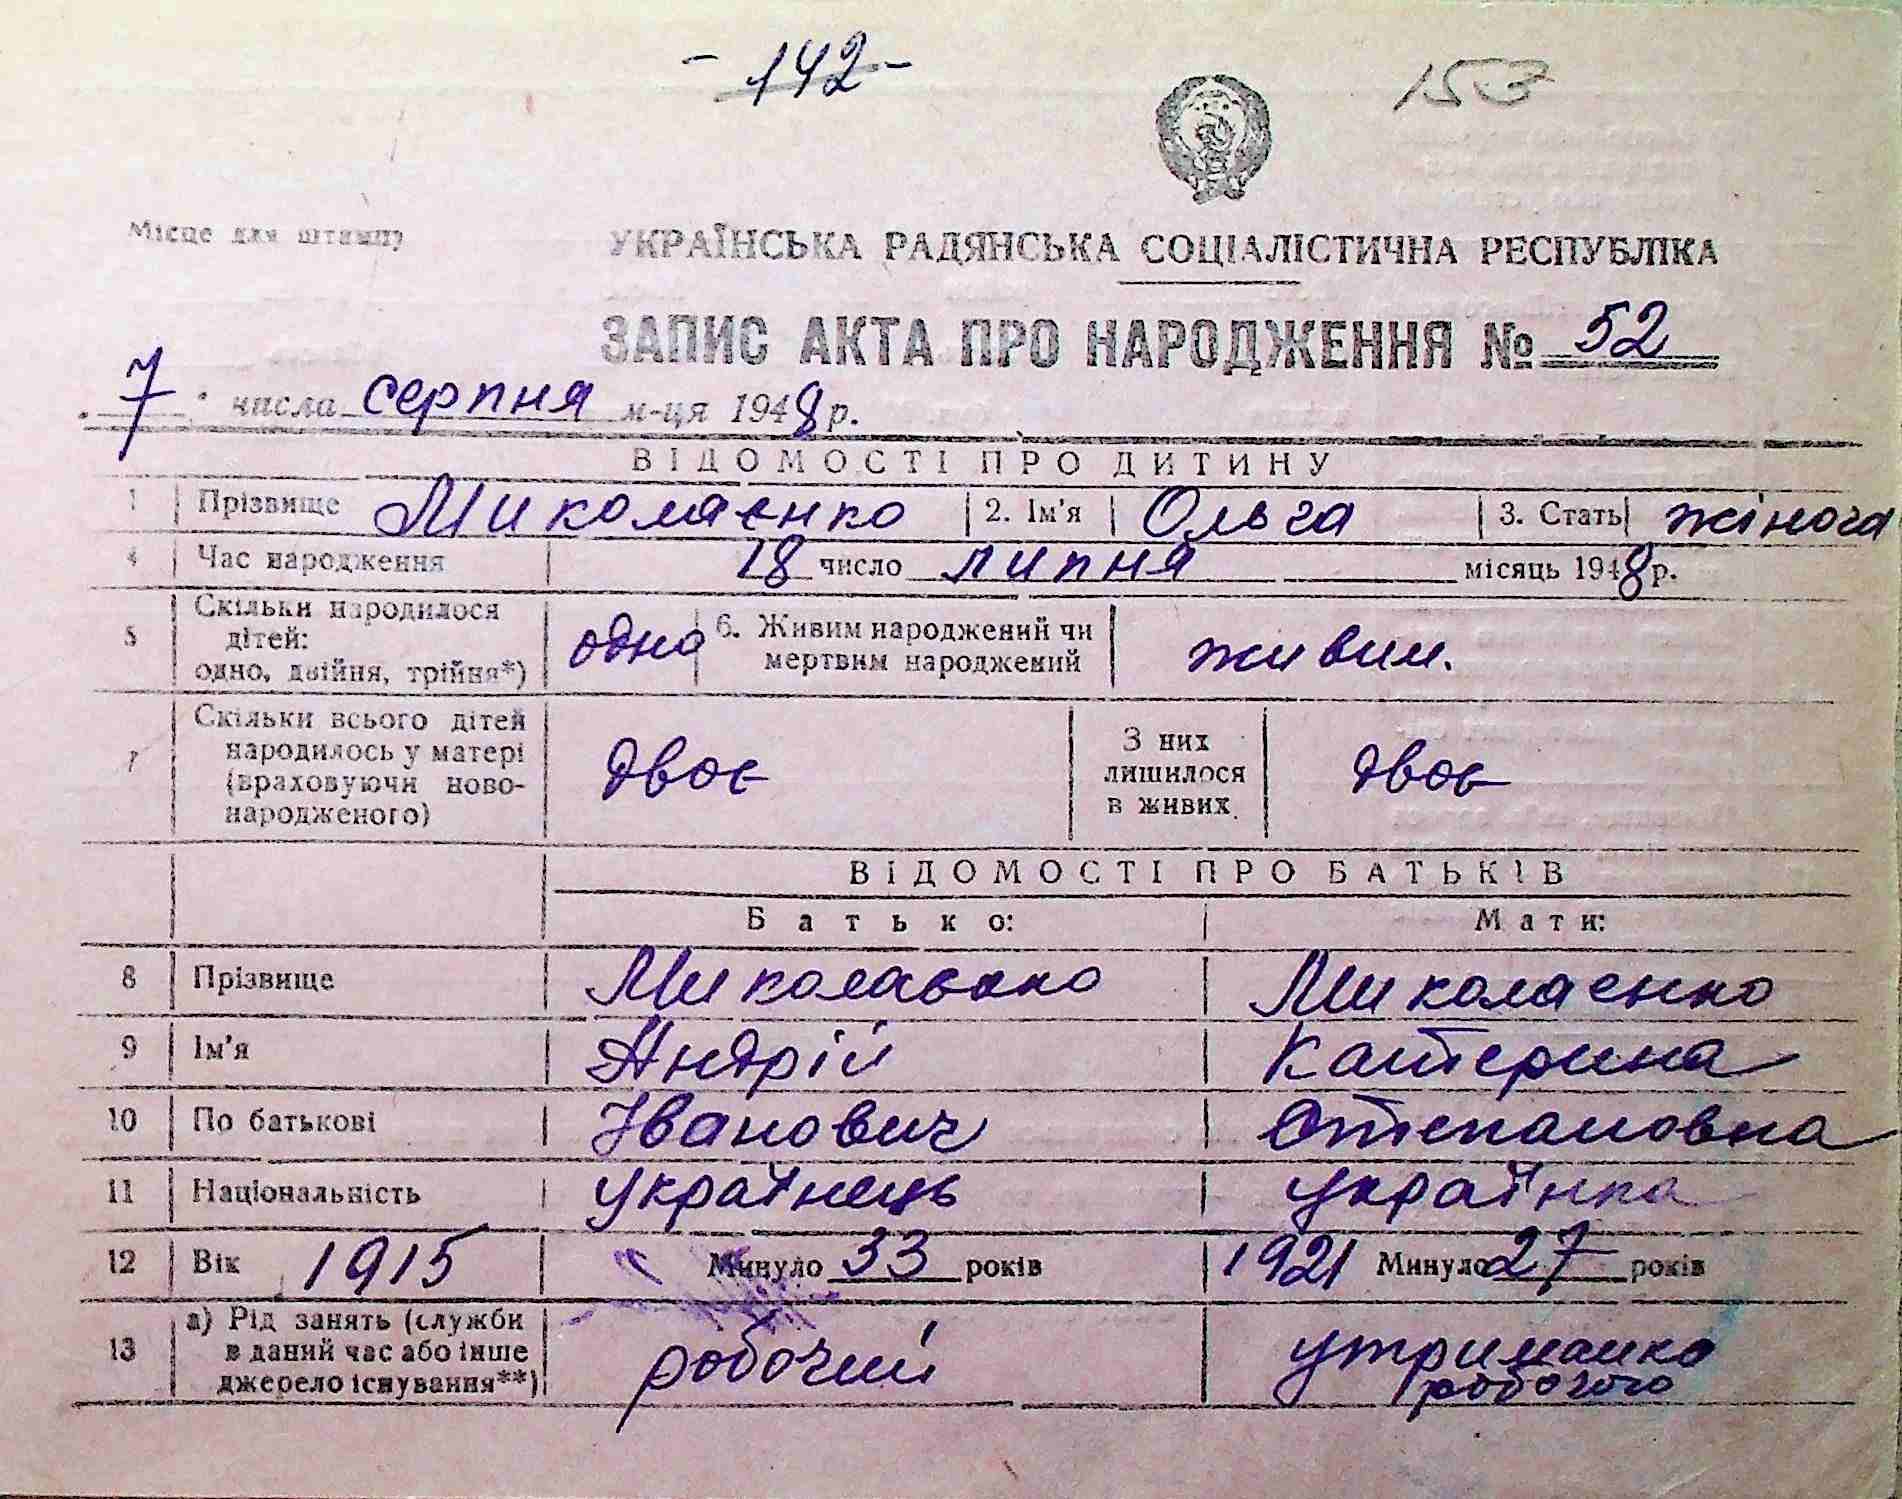 - 142 - 153
Місце для штампу
УКРАЇНСЬКА РАДЯНСЬКА СОЦІАЛІСТИЧНА РЕСПУБЛІКА
ЗАПИС АКТА ПРО НАРОДЖЕННЯ № 52
7 числа серпня м-ця 1948 р.
ВІДОМОСТІ ПРО ДИТИНУ
1 Прізвище Миколаєнко 2. Ім'я Ольга 3. Стать жіноча
4 Час народження 18 число липня місяць 1948 р.
5 Скільки народилося дітей: одно, двійня, трійня*) одно 6. Живим народжений чи мертвим народжений живим.
7 Скільки всього дітей народилось у матері (враховуючи новонародженого) двоє З них лишилося в живих двоє
ВІДОМОСТІ ПРО БАТЬКІВ
Батько: Мати:
8 Прізвище Миколаєнко Миколаєнко
9 Ім'я Андрій Катерина
10 По батькові Іванович Степановна
11 Національність українець українка
12 Вік 1915 Минуло 33 років 1921 Минуло 27 років
13 а) Рід занять (служби в даний час або інше джерело існування**) робочий утриманка робочого